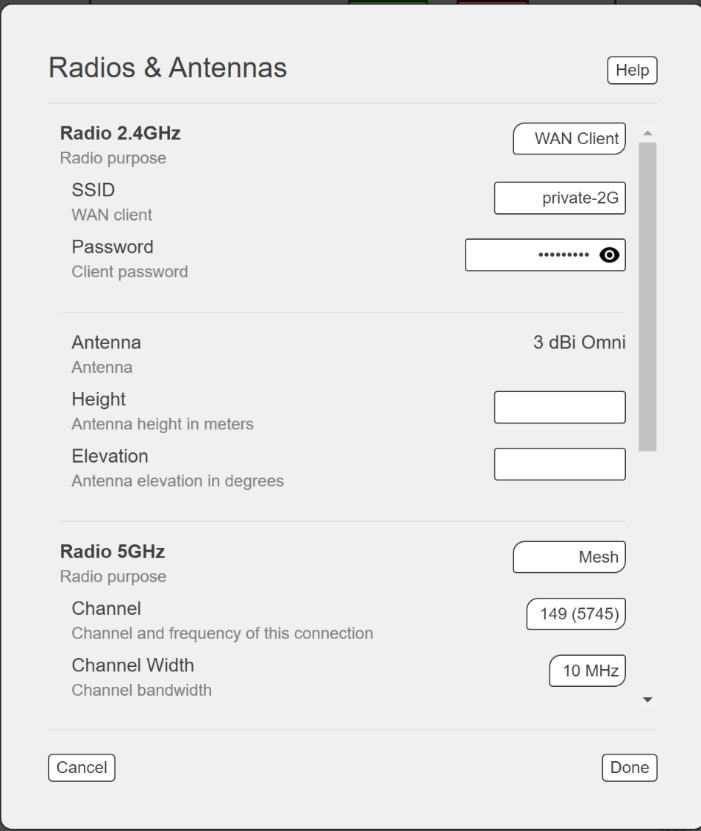 Radios & Antennas
Help
Radio 2.4GHz
WAN Client
Radio purpose
SSID
private-2G
WAN client
Password
•••••••••
Client password
Antenna
3 dBi Omni
Antenna
Height
Antenna height in meters
Elevation
Antenna elevation in degrees
Radio 5GHz
Mesh
Radio purpose
Channel
149 (5745)
Channel and frequency of this connection
Channel Width
10 MHz
Channel bandwidth
Cancel
Done